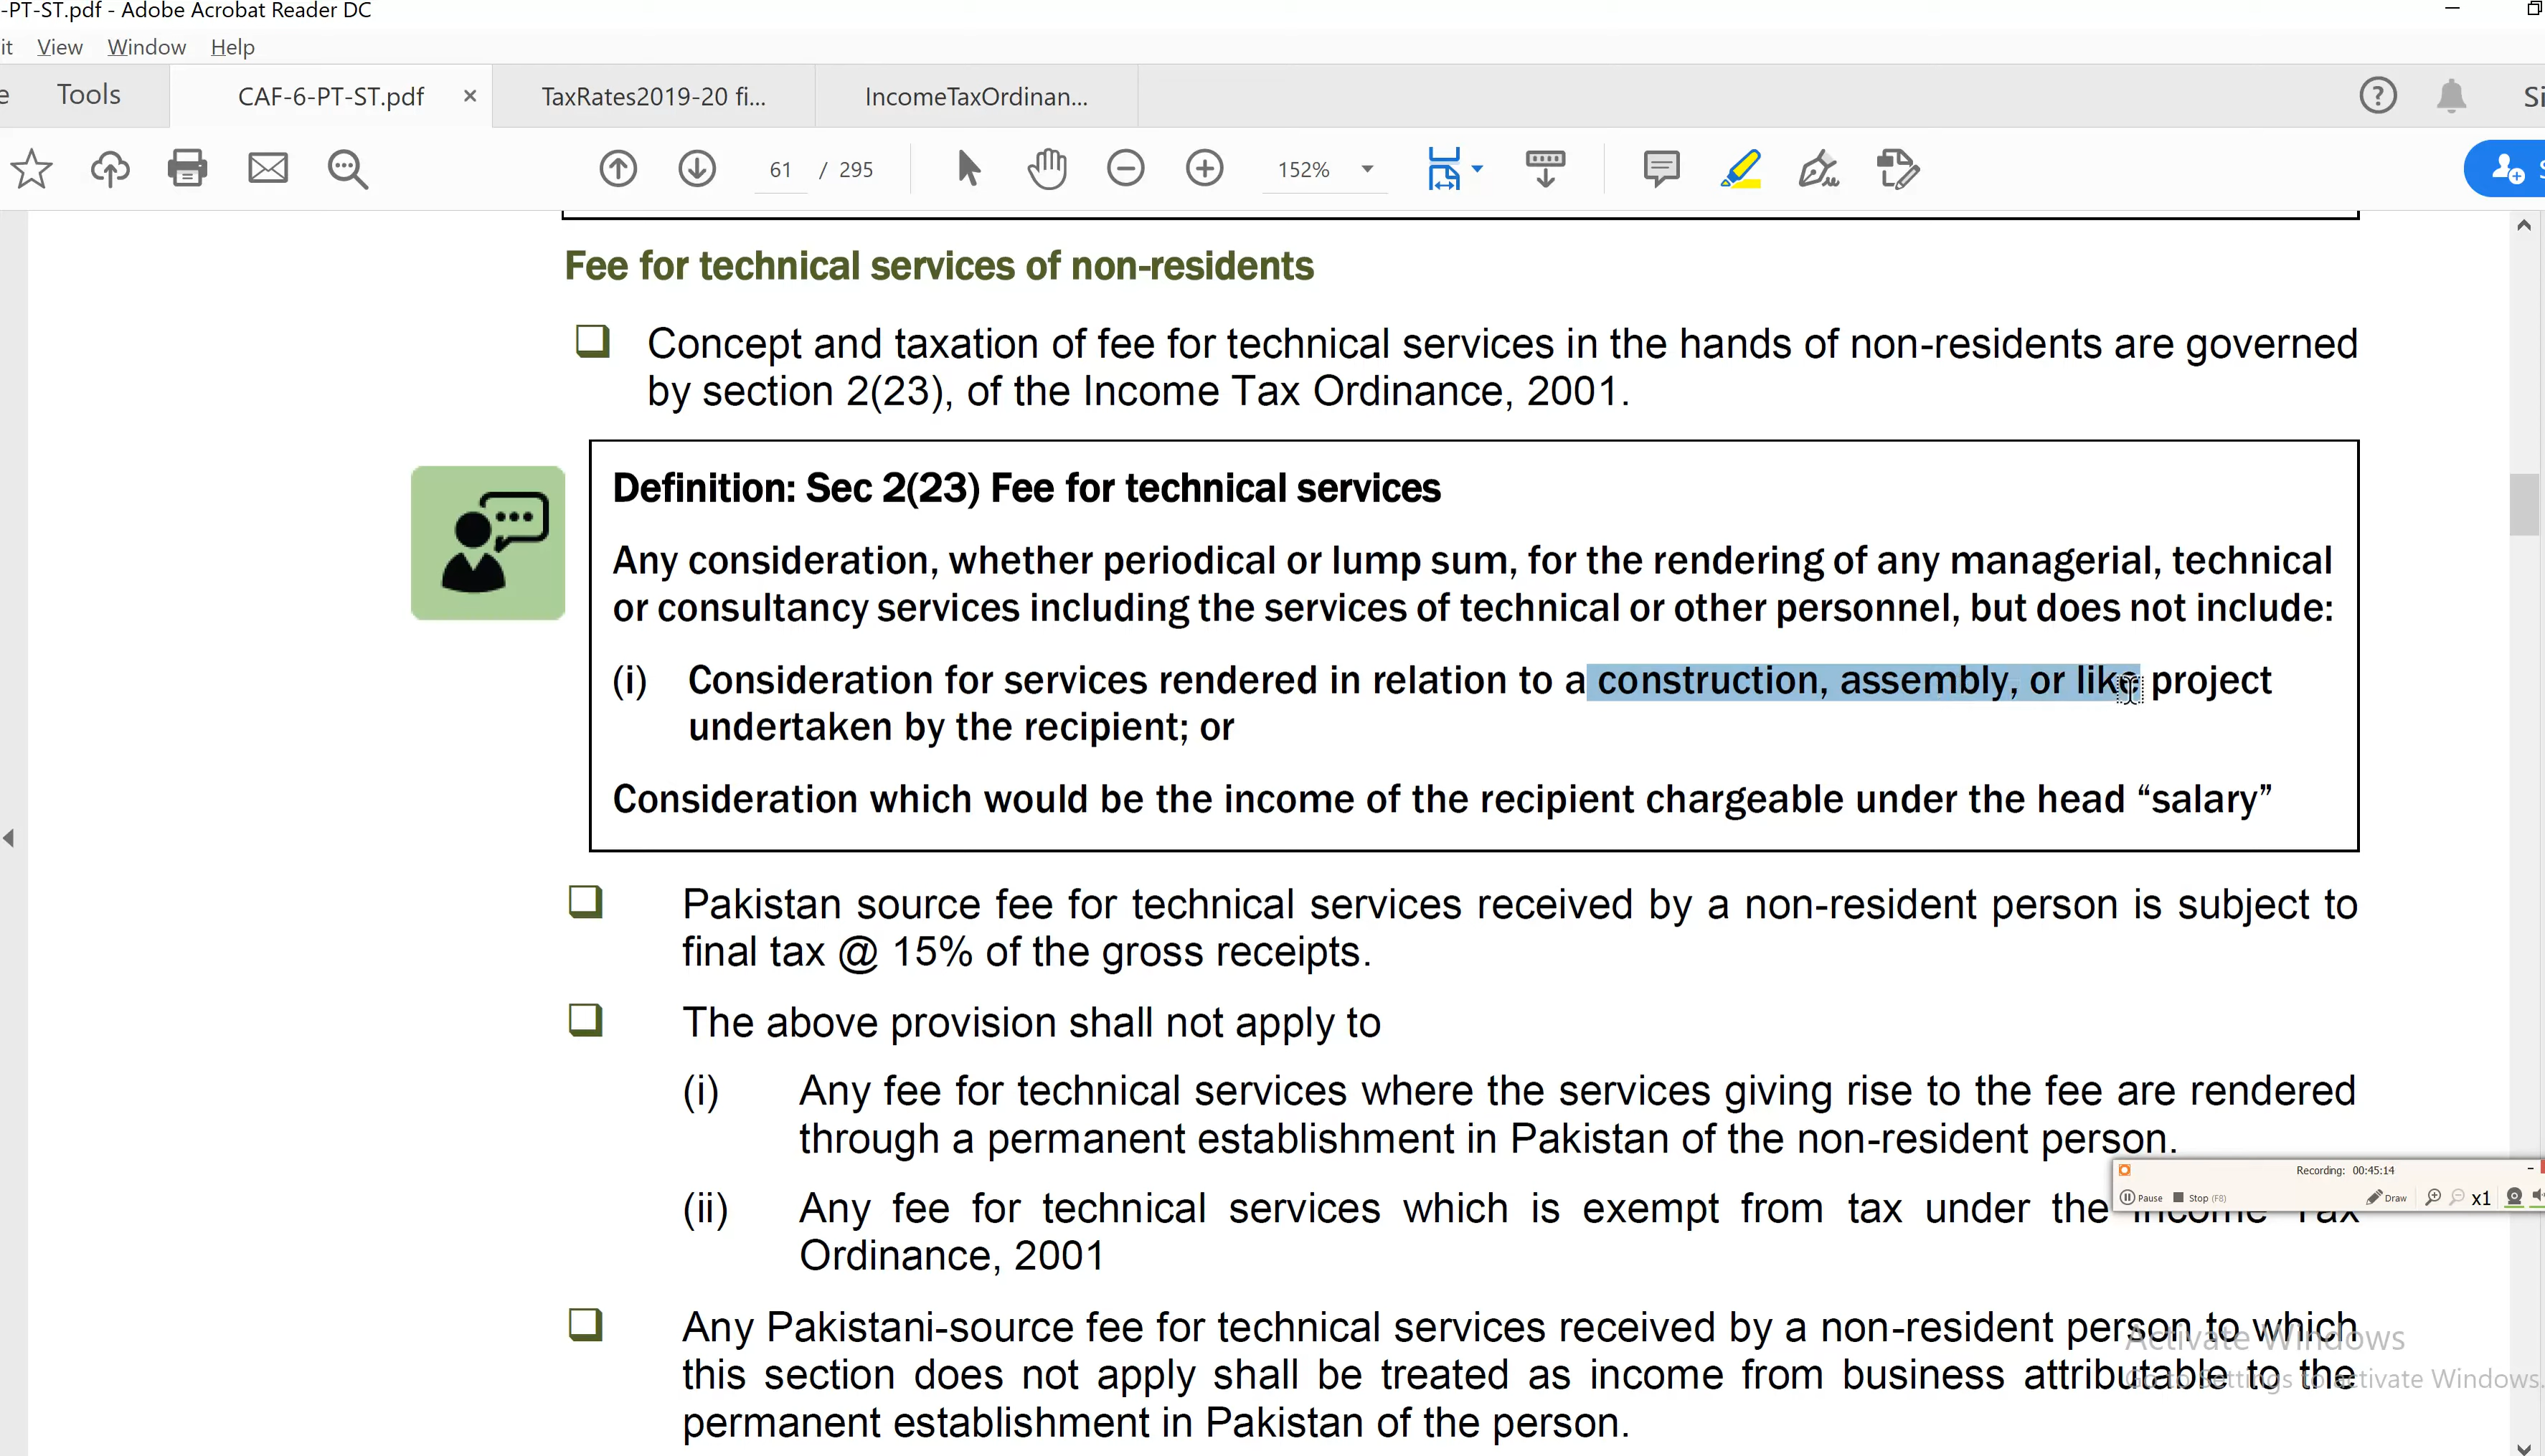 -PT-ST.pdf - Adobe Acrobat Reader DC
it View Window Help
e Tools CAF-6-PT-ST.pdf × TaxRates2019-20 fi... IncomeTaxOrdinan... ? Si
61 / 295 152%
Fee for technical services of non-residents
Concept and taxation of fee for technical services in the hands of non-residents are governed
by section 2(23), of the Income Tax Ordinance, 2001.
Definition: Sec 2(23) Fee for technical services
Any consideration, whether periodical or lump sum, for the rendering of any managerial, technical
or consultancy services including the services of technical or other personnel, but does not include:
(i) Consideration for services rendered in relation to a construction, assembly, or like project
undertaken by the recipient; or
Consideration which would be the income of the recipient chargeable under the head “salary”
Pakistan source fee for technical services received by a non-resident person is subject to
final tax @ 15% of the gross receipts.
The above provision shall not apply to
(i) Any fee for technical services where the services giving rise to the fee are rendered
through a permanent establishment in Pakistan of the non-resident person.
Recording: 00:45:14
Pause Stop (F8) Draw x1
(ii) Any fee for technical services which is exempt from tax under the Income Tax
Ordinance, 2001
Any Pakistani-source fee for technical services received by a non-resident person to which
this section does not apply shall be treated as income from business attributable to the
permanent establishment in Pakistan of the person.
Activate Windows
Go to Settings to activate Windows.